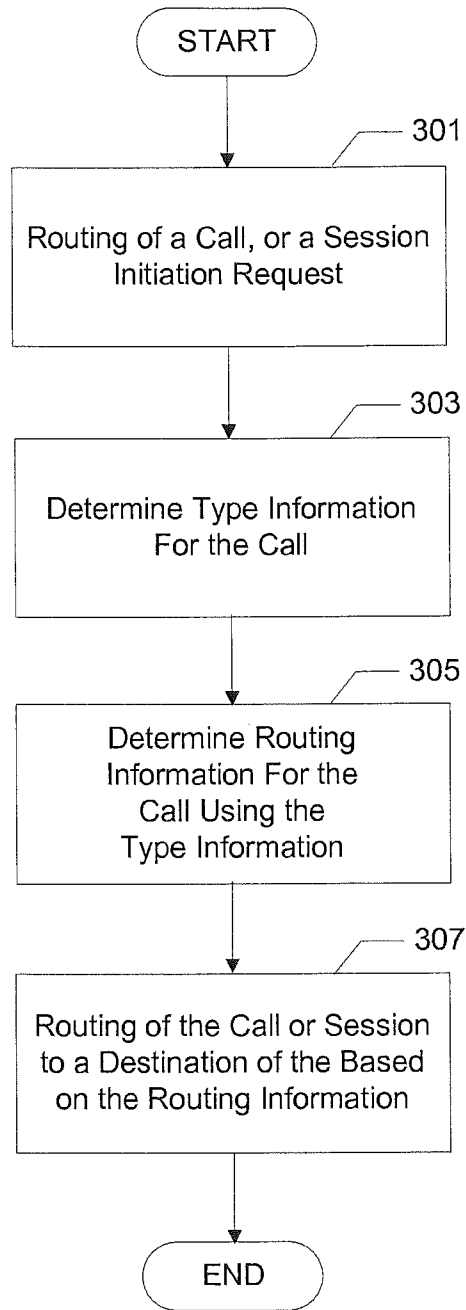 START
301
Routing of a Call, or a Session
Initiation Request
303
Determine Type Information
For the Call
305
Determine Routing
Information For the
Call Using the
Type Information
307
Routing of the Call or Session
to a Destination of the Based
on the Routing Information
END